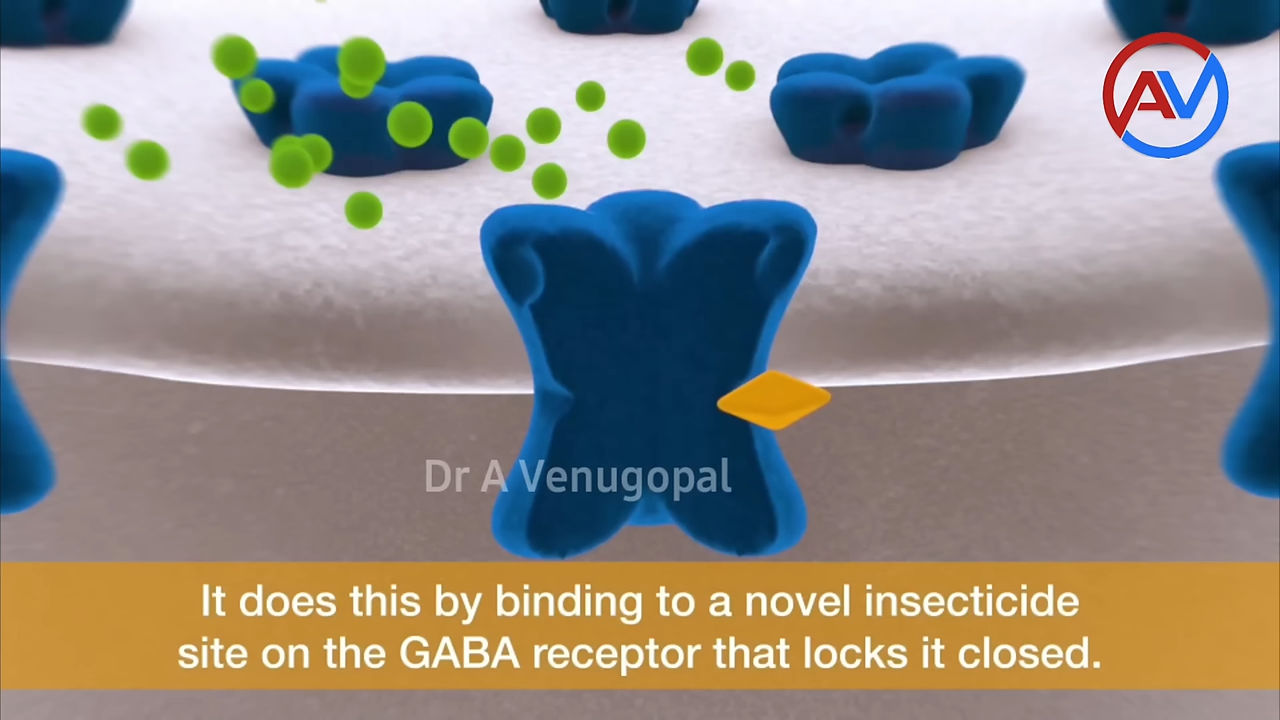 AV
Dr A Venugopal
It does this by binding to a novel insecticide
site on the GABA receptor that locks it closed.